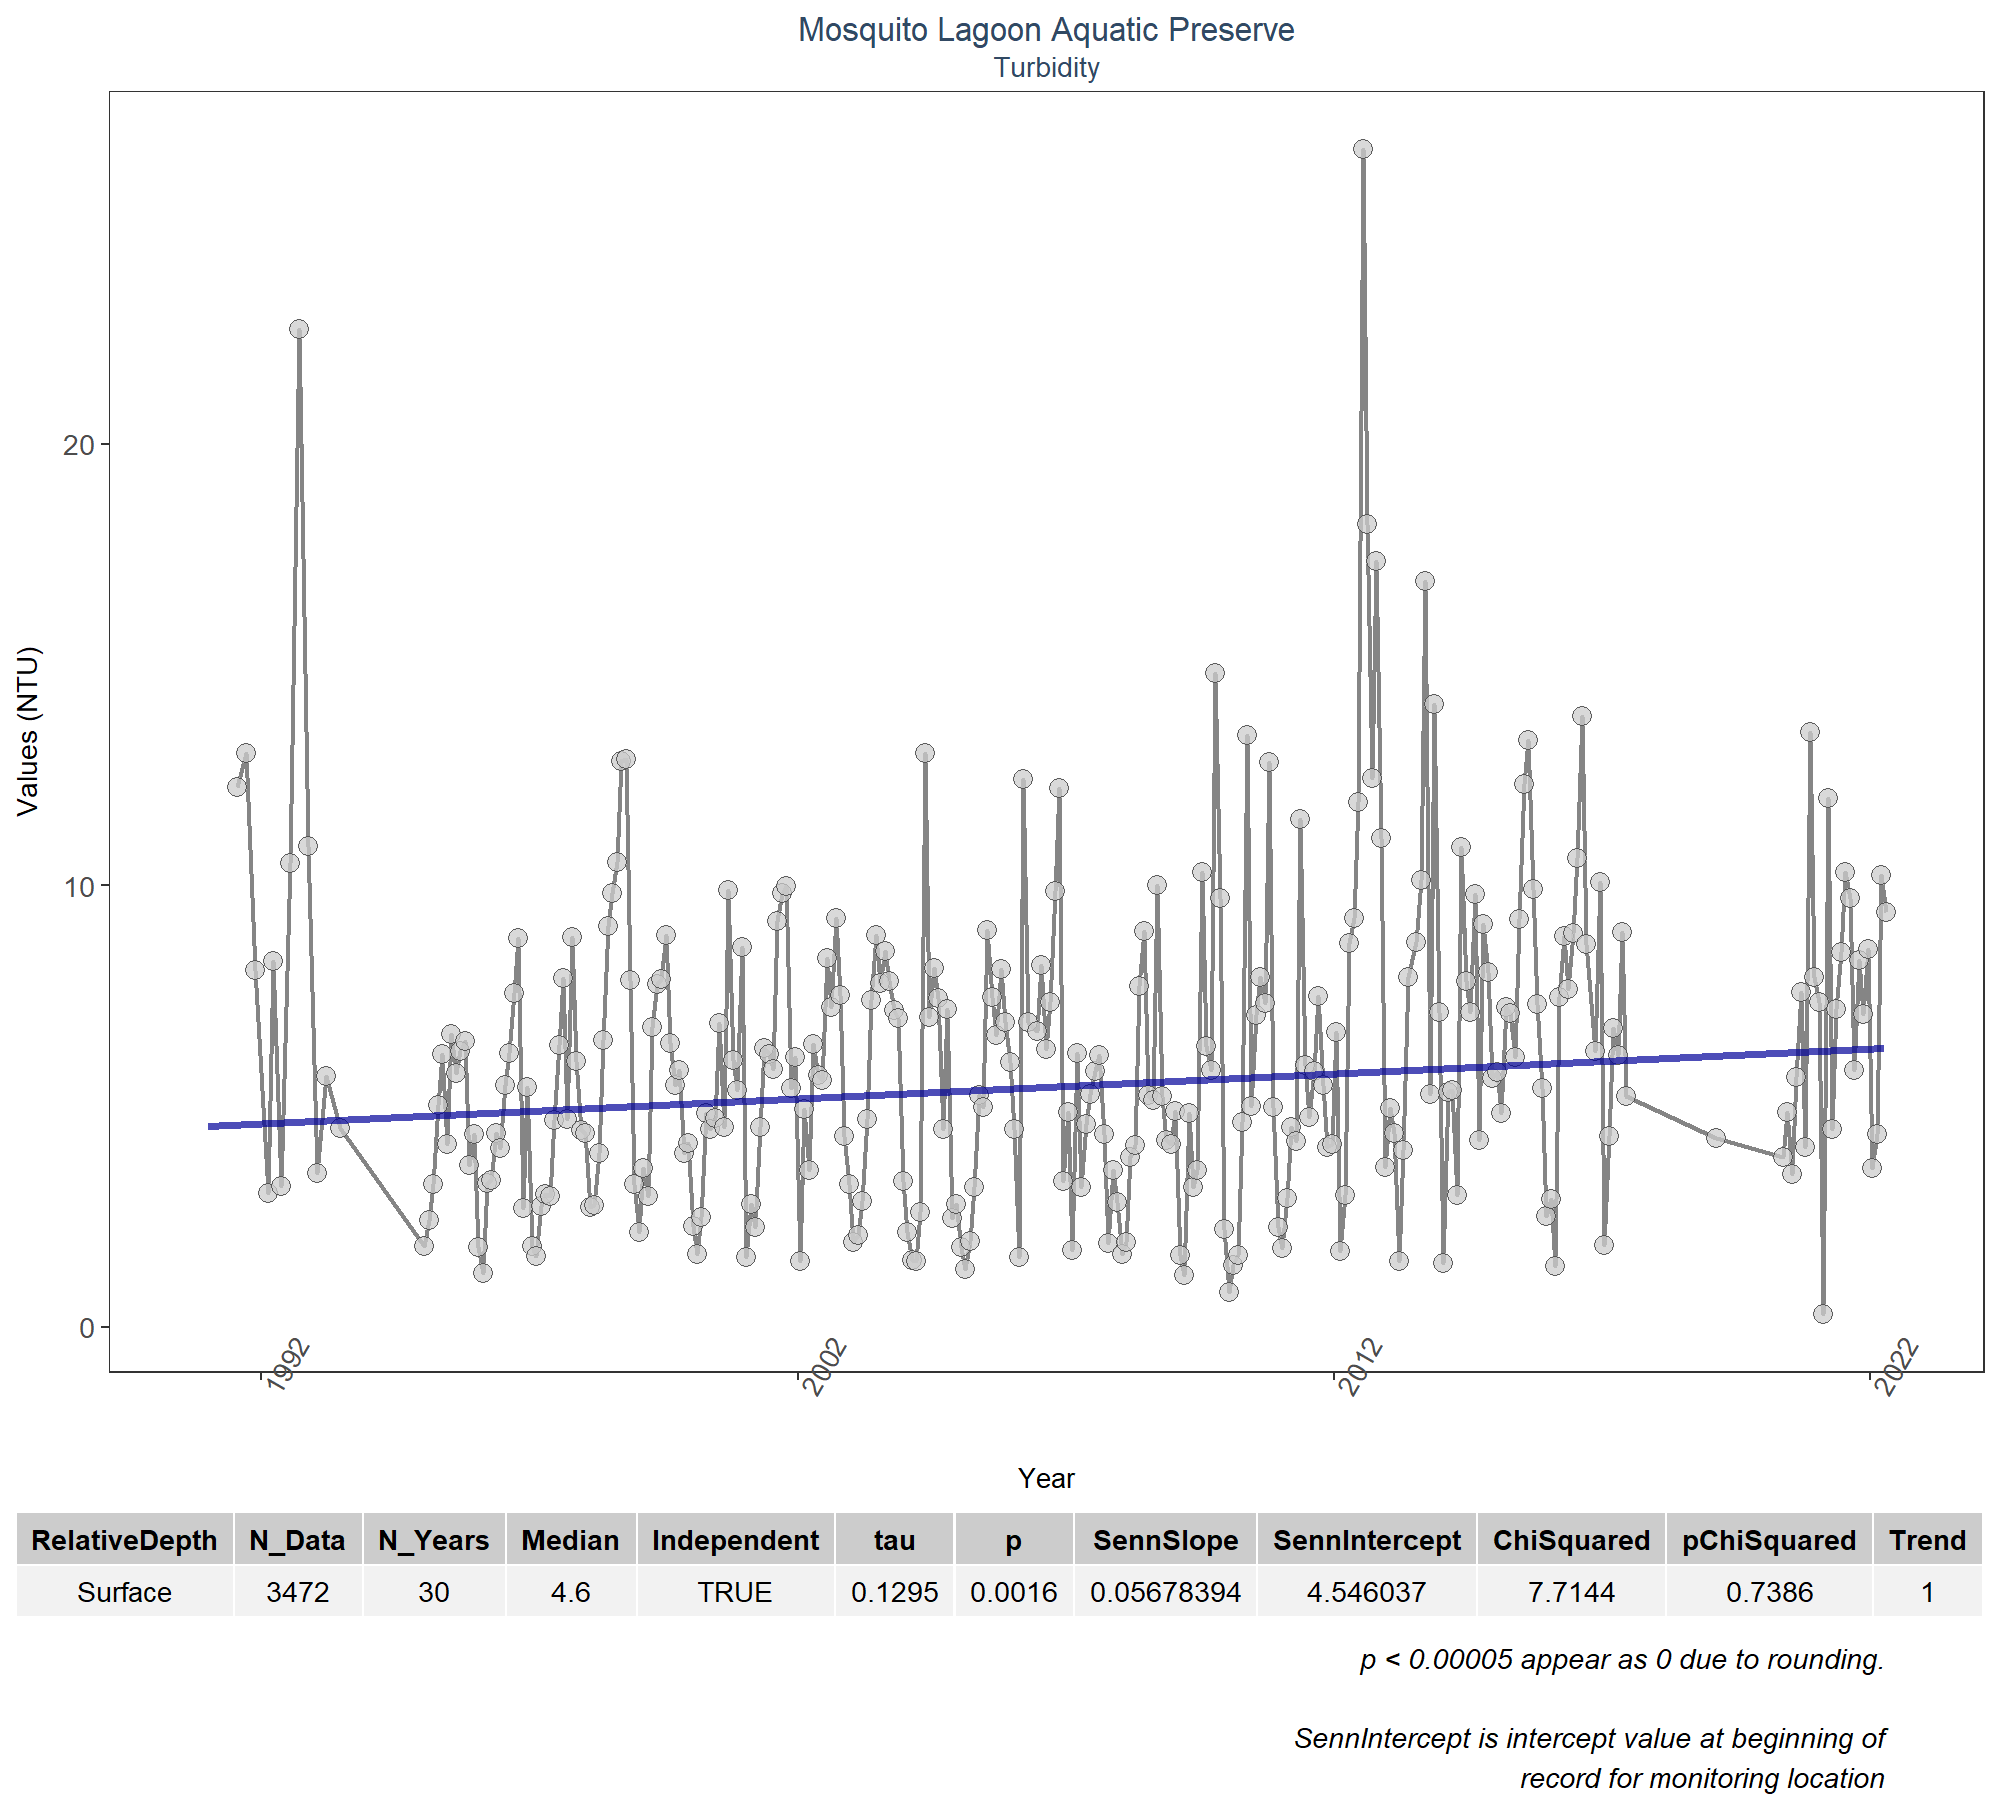 Mosquito Lagoon Aquatic Preserve
Turbidity
Values (NTU)
20
10
0
1992
2002
2012
2022
Year
RelativeDepth N_Data N_Years Median Independent tau p SennSlope SennIntercept ChiSquared pChiSquared Trend
Surface 3472 30 4.6 TRUE 0.1295 0.0016 0.05678394 4.546037 7.7144 0.7386 1
p < 0.00005 appear as 0 due to rounding.
SennIntercept is intercept value at beginning of
record for monitoring location